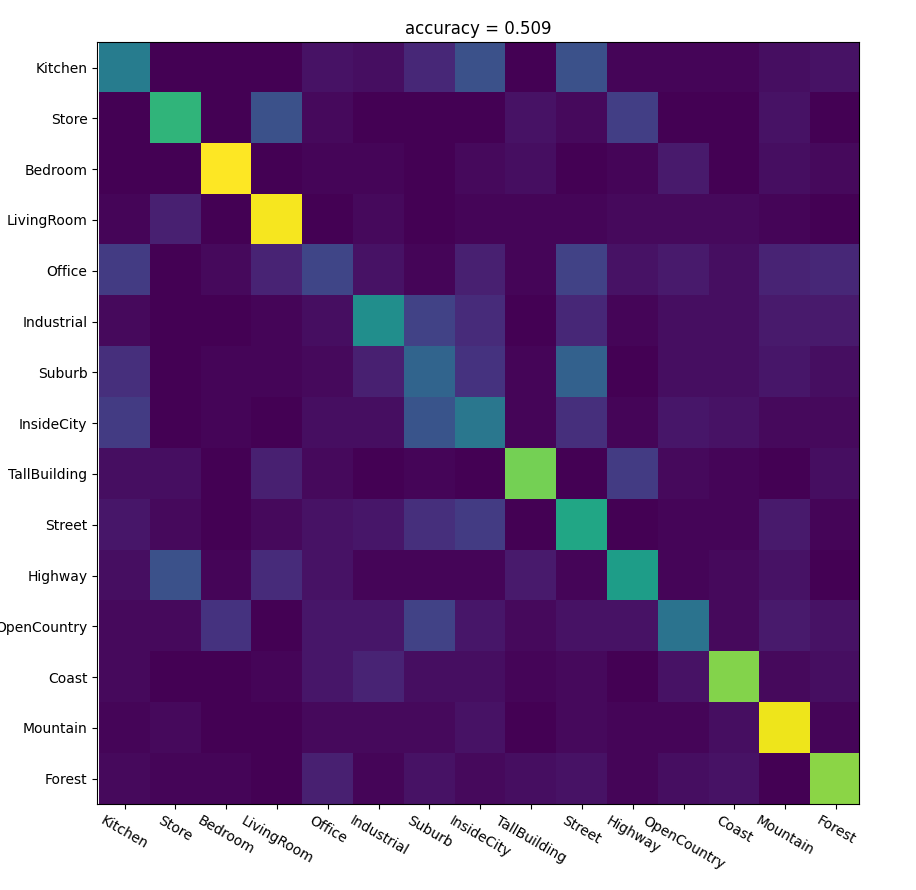 accuracy = 0.509
Kitchen
Store
Bedroom
LivingRoom
Office
Industrial
Suburb
InsideCity
TallBuilding
Street
Highway
OpenCountry
Coast
Mountain
Forest
Kitchen
Store
Bedroom
LivingRoom
Office
Industrial
Suburb
InsideCity
TallBuilding
Street
Highway
OpenCountry
Coast
Mountain
Forest